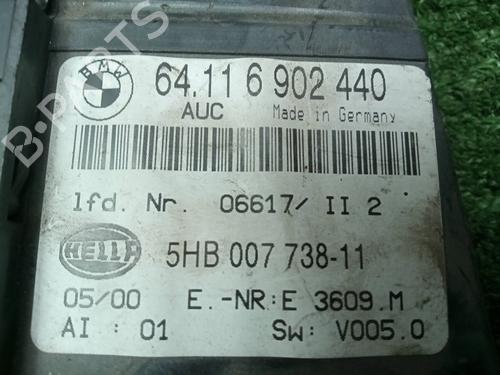 BMW
64.11 6 902 440
AUC Made in Germany
lfd. Nr. 06617/ II 2
HELLA
5HB 007 738-11
05/00 E.-NR:E 3609.M
AI : 01 Sw: V005.0
B-PARTS